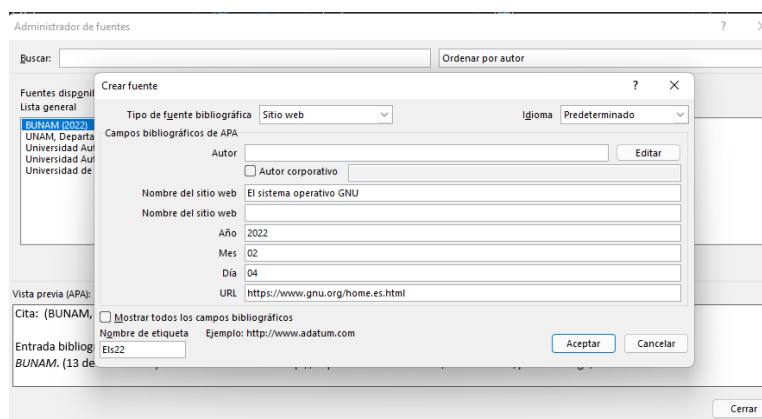 Administrador de fuentes ? X
Buscar: Ordenar por autor
Fuentes disponil
Lista general
BUNAM (2022)
UNAM, Departa
Universidad Aut
Universidad Aut
Universidad de
Crear fuente ? X
Tipo de fuente bibliográfica Sitio web Idioma Predeterminado
Campos bibliográficos de APA
Autor Editar
Autor corporativo
Nombre del sitio web El sistema operativo GNU
Nombre del sitio web
Año 2022
Mes 02
Día 04
URL https://www.gnu.org/home.es.html
Mostrar todos los campos bibliográficos
Nombre de etiqueta Ejemplo: http://www.adatum.com
Els22
Aceptar Cancelar
Vista previa (APA):
Cita: (BUNAM,
Entrada bibliog
BUNAM. (13 de
Cerrar